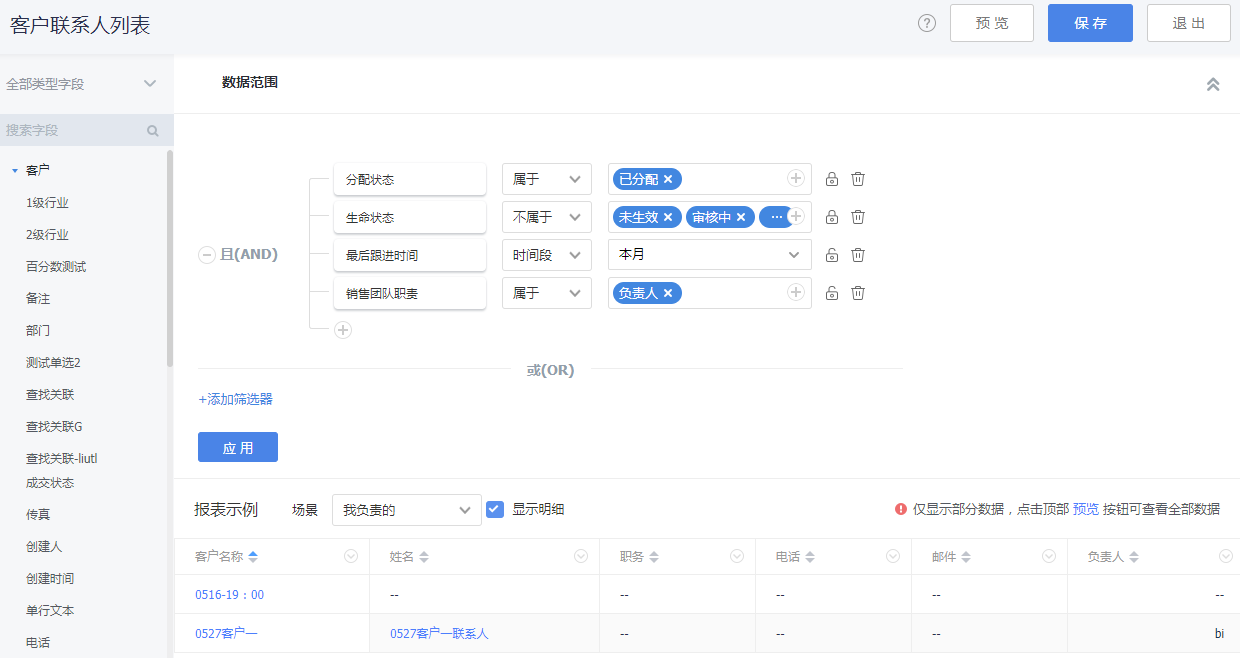 客户联系人列表
? 预览 保存 退出
全部类型字段
搜索字段
客户
1级行业
2级行业
百分数测试
备注
部门
测试单选2
查找关联
查找关联G
查找关联-liutl
成交状态
传真
创建人
创建时间
单行文本
电话
数据范围
且(AND)
分配状态 属于 已分配 ×
生命状态 不属于 未生效 × 审核中 × ...
最后跟进时间 时间段 本月
销售团队职责 属于 负责人 ×
或(OR)
+添加筛选器
应用
报表示例 场景 我负责的 显示明细 仅显示部分数据，点击顶部 预览 按钮可查看全部数据
客户名称 姓名 职务 电话 邮件 负责人
0516-19：00 -- -- -- -- --
0527客户一 0527客户一联系人 -- -- -- bi